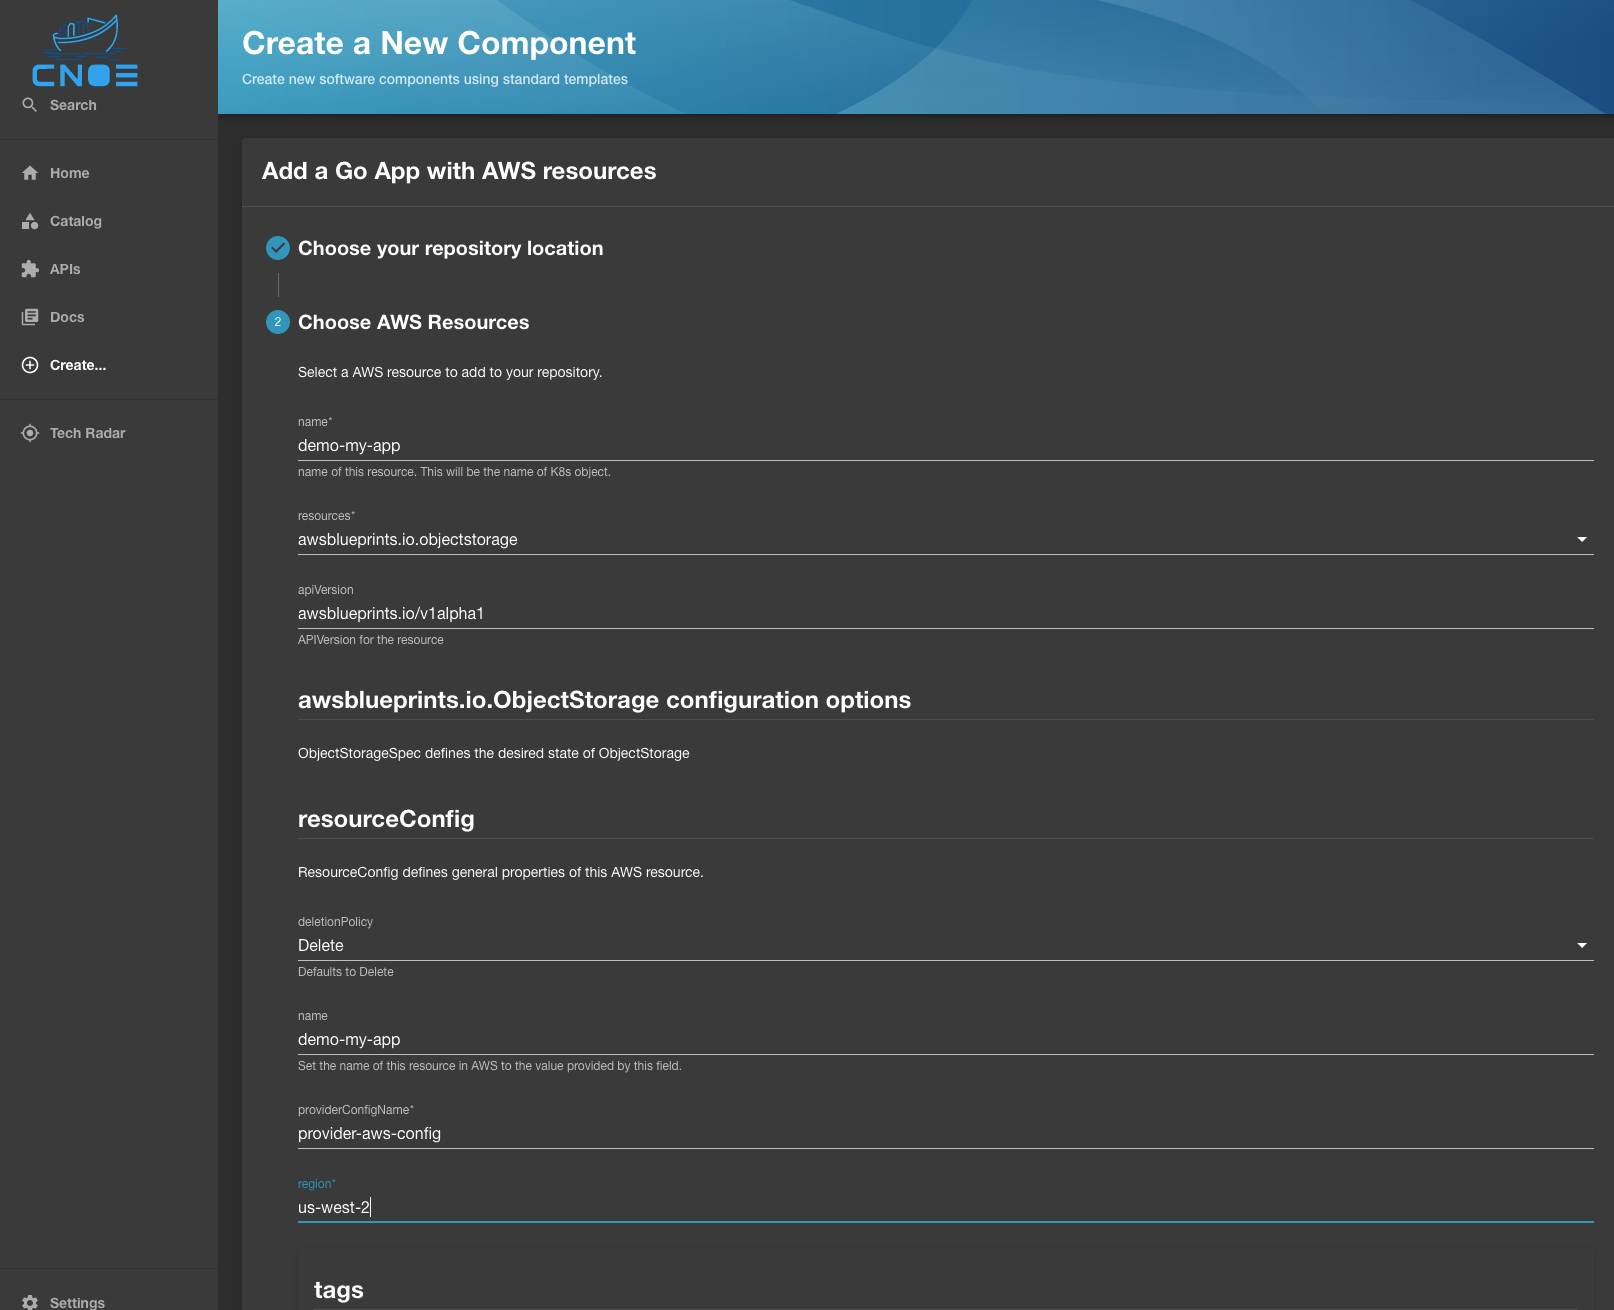 CNOE
Search
Home
Catalog
APIs
Docs
Create...
Tech Radar
Settings
Create a New Component
Create new software components using standard templates
Add a Go App with AWS resources
Choose your repository location
2 Choose AWS Resources
Select a AWS resource to add to your repository.
name*
demo-my-app
name of this resource. This will be the name of K8s object.
resources*
awsblueprints.io.objectstorage
apiVersion
awsblueprints.io/v1alpha1
APIVersion for the resource
awsblueprints.io.ObjectStorage configuration options
ObjectStorageSpec defines the desired state of ObjectStorage
resourceConfig
ResourceConfig defines general properties of this AWS resource.
deletionPolicy
Delete
Defaults to Delete
name
demo-my-app
Set the name of this resource in AWS to the value provided by this field.
providerConfigName*
provider-aws-config
region*
us-west-2
tags